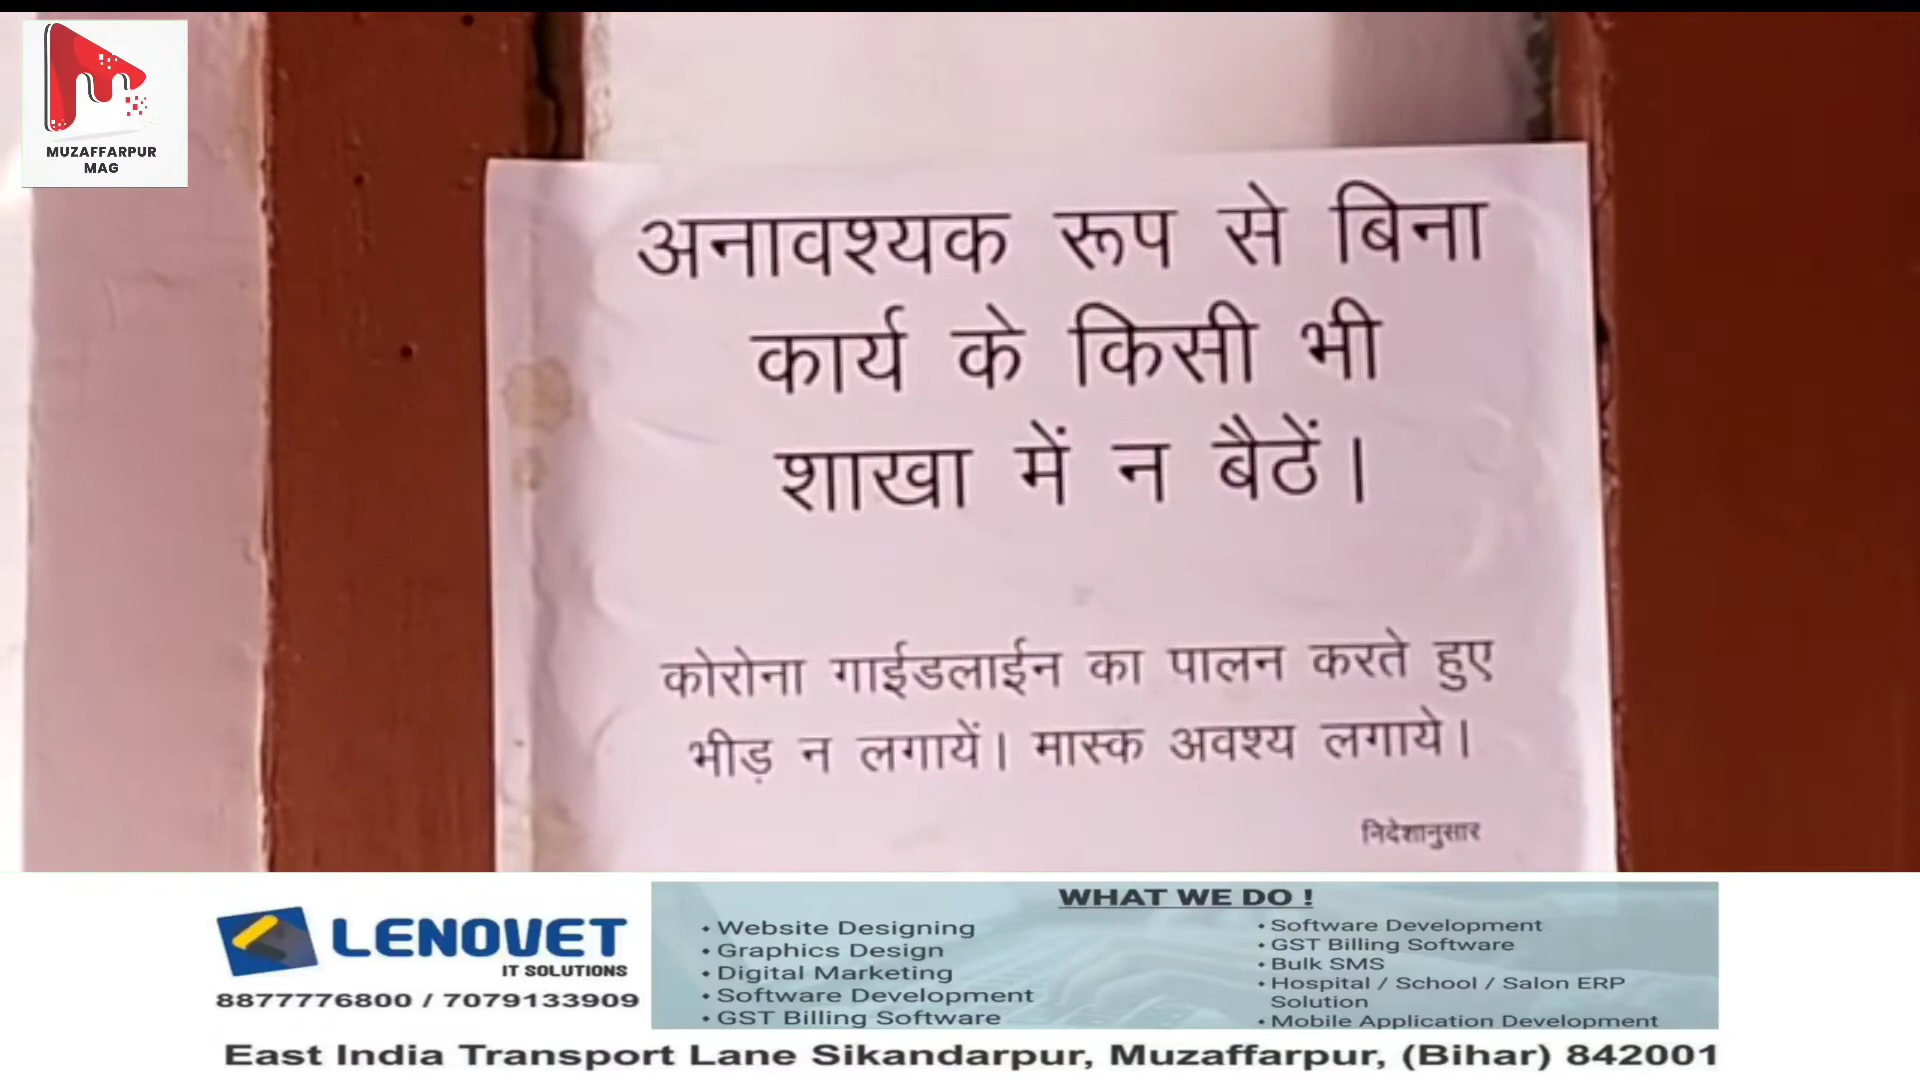 MUZAFFARPUR
MAG
अनावश्यक रूप से बिना
कार्य के किसी भी
शाखा में न बैठें।
कोरोना गाईडलाईन का पालन करते हुए
भीड़ न लगायें। मास्क अवश्य लगाये।
निदेशानुसार
LENOVET
IT SOLUTIONS
8877776800 / 7079133909
WHAT WE DO !
• Website Designing
• Graphics Design
• Digital Marketing
• Software Development
• GST Billing Software
• Software Development
• GST Billing Software
• Bulk SMS
• Hospital / School / Salon ERP
Solution
• Mobile Application Development
East India Transport Lane Sikandarpur, Muzaffarpur, (Bihar) 842001